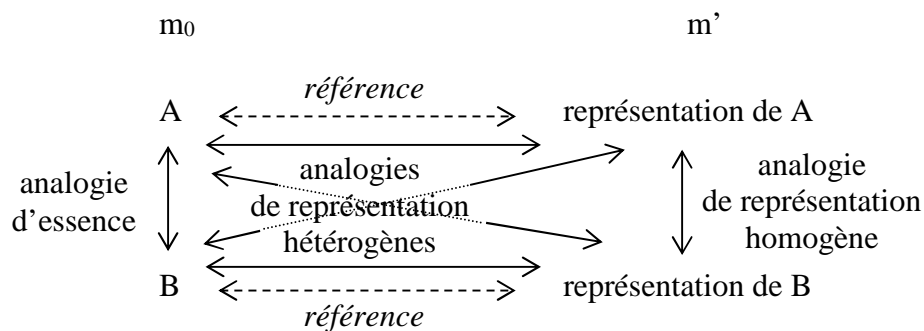 m0 m’
référence
A représentation de A
analogie
d’essence
analogies
de représentation
hétérogènes
analogie
de représentation
homogène
B représentation de B
référence